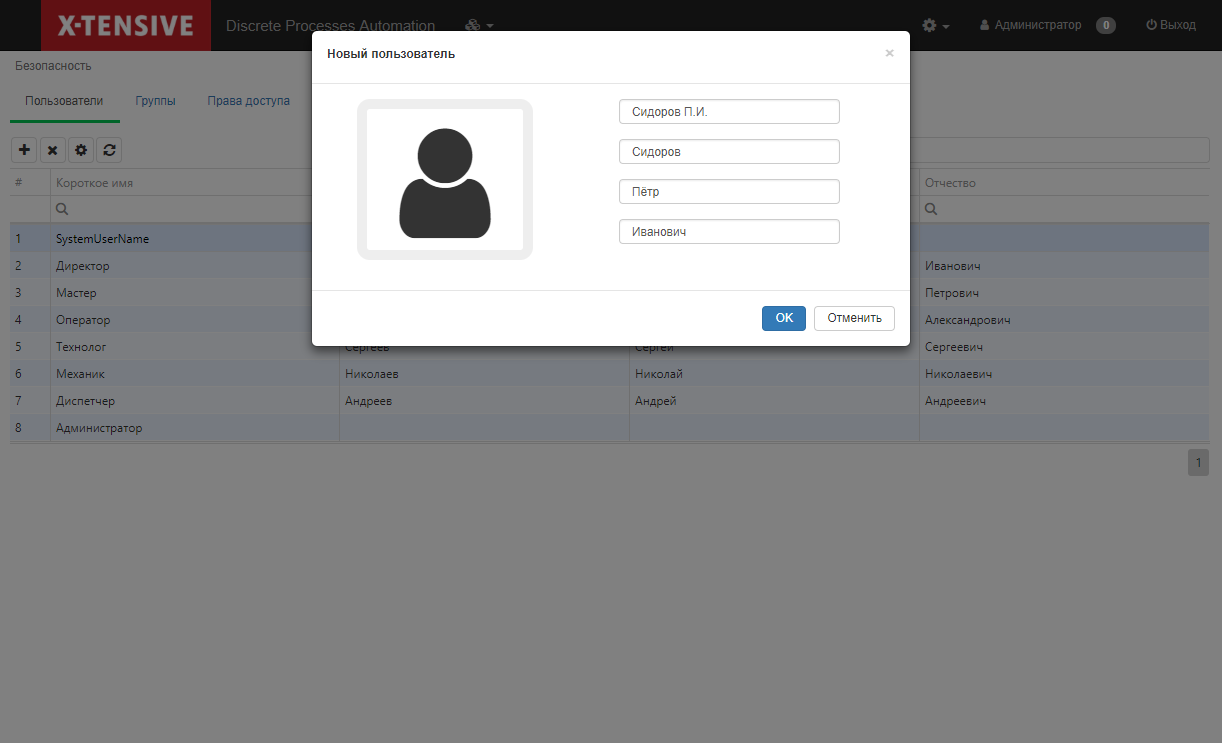 X-TENSIVE
Discrete Processes Automation
Администратор 0
Выход
Безопасность
Пользователи Группы Права доступа
Новый пользователь ×
Сидоров П.И.
Сидоров
Пётр
Иванович
OK Отменить
# Короткое имя Отчество
1 SystemUserName
2 Директор Иванович
3 Мастер Петрович
4 Оператор Александрович
5 Технолог Сергеев Сергей Сергеевич
6 Механик Николаев Николай Николаевич
7 Диспетчер Андреев Андрей Андреевич
8 Администратор
1